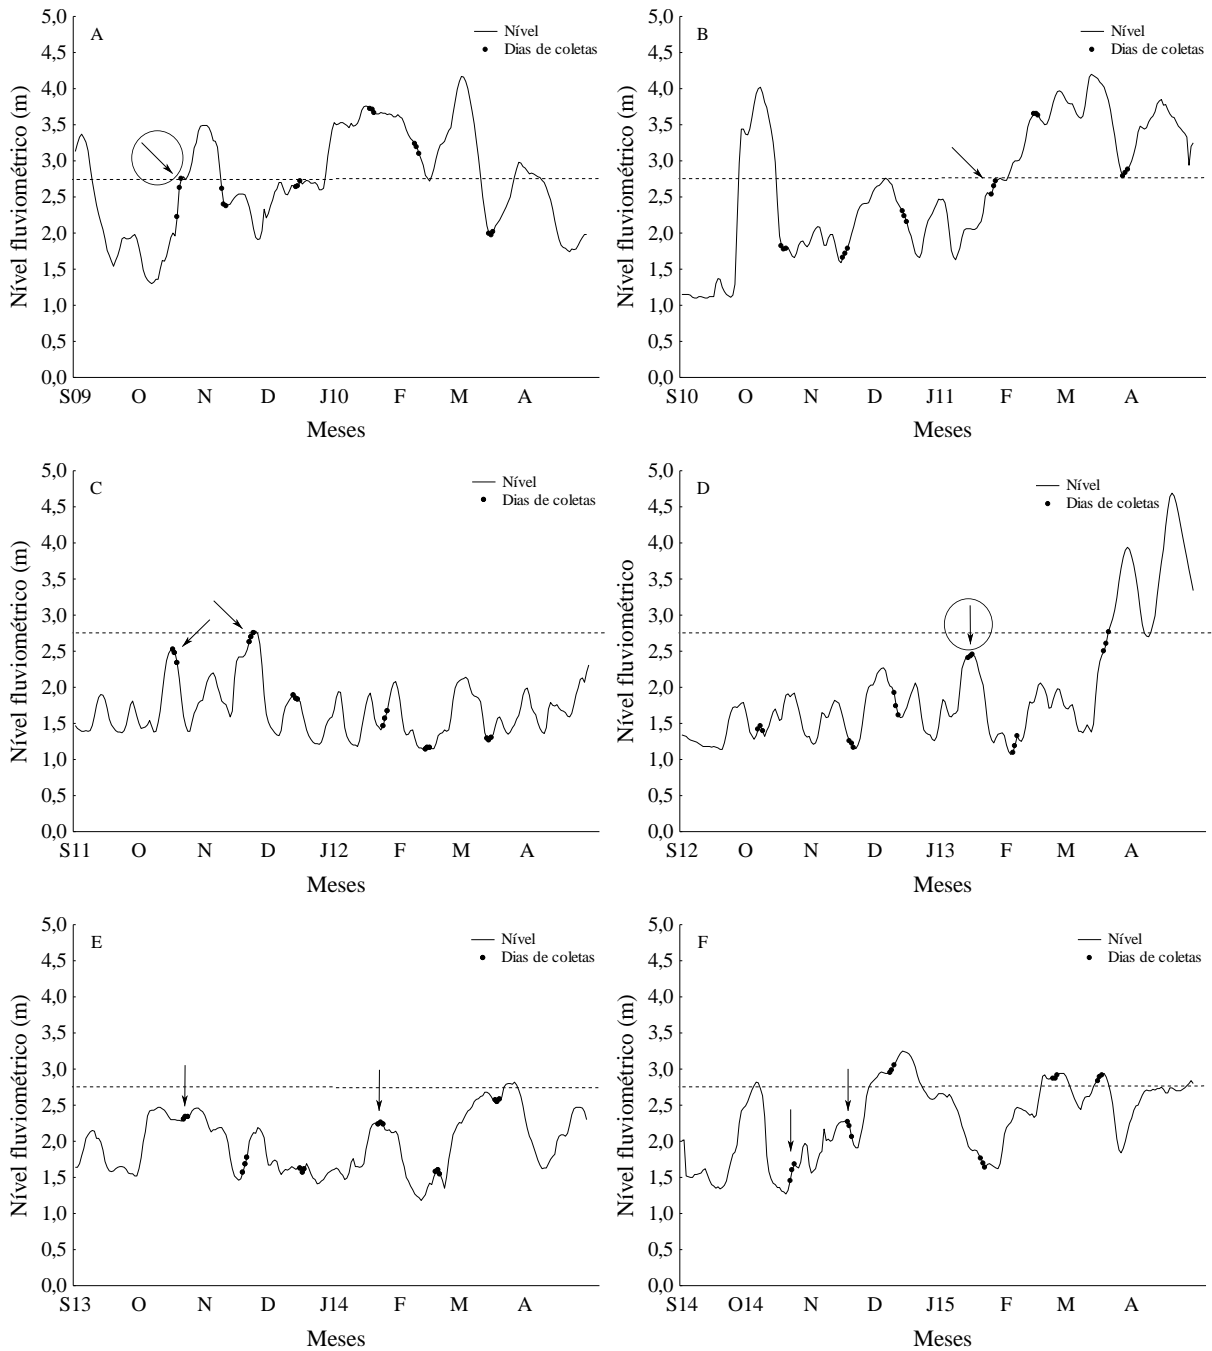 A
Nível
Dias de coletas
Nível fluviométrico (m)
5,0
4,5
4,0
3,5
3,0
2,5
2,0
1,5
1,0
0,5
0,0
S09 O N D J10 F M A
Meses
B
Nível
Dias de coletas
Nível fluviométrico (m)
5,0
4,5
4,0
3,5
3,0
2,5
2,0
1,5
1,0
0,5
0,0
S10 O N D J11 F M A
Meses
C
Nível
Dias de coletas
Nível fluviométrico (m)
5,0
4,5
4,0
3,5
3,0
2,5
2,0
1,5
1,0
0,5
0,0
S11 O N D J12 F M A
Meses
D
Nível
Dias de coletas
Nível fluviométrico
5,0
4,5
4,0
3,5
3,0
2,5
2,0
1,5
1,0
0,5
0,0
S12 O N D J13 F M A
Meses
E
Nível
Dias de coletas
Nível fluviométrico (m)
5,0
4,5
4,0
3,5
3,0
2,5
2,0
1,5
1,0
0,5
0,0
S13 O N D J14 F M A
Meses
F
Nível
Dias de coletas
Nível fluviométrico (m)
5,0
4,5
4,0
3,5
3,0
2,5
2,0
1,5
1,0
0,5
0,0
S14 O14 N D J15 F M A
Meses